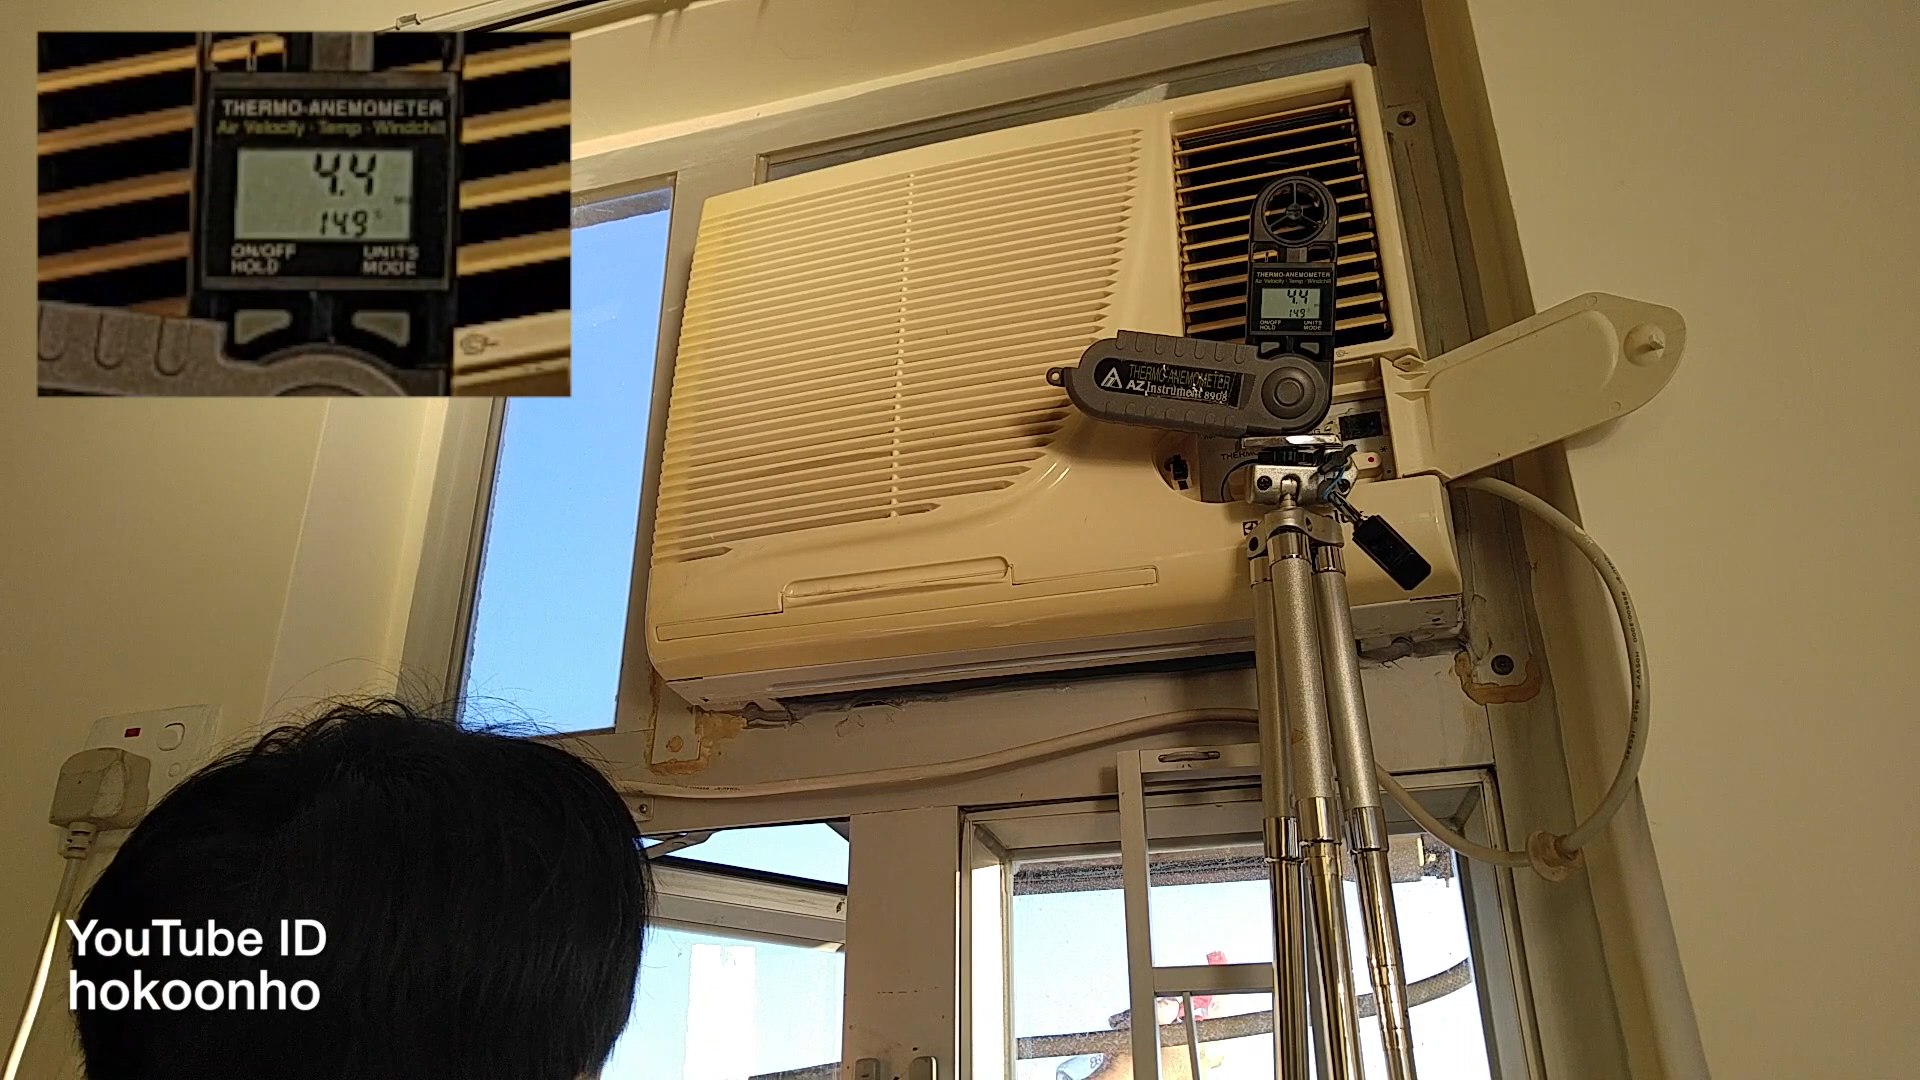 THERMO-ANEMOMETER
Air Velocity · Temp · Windchill
4.4
14.9
ON/OFF UNITS
HOLD MODE
THERMO-ANEMOMETER
Air Velocity · Temp · Windchill
4.4
14.9
ON/OFF UNITS
HOLD MODE
THERMO-ANEMOMETER
AZ Instrument 8908
YouTube ID
hokoonho